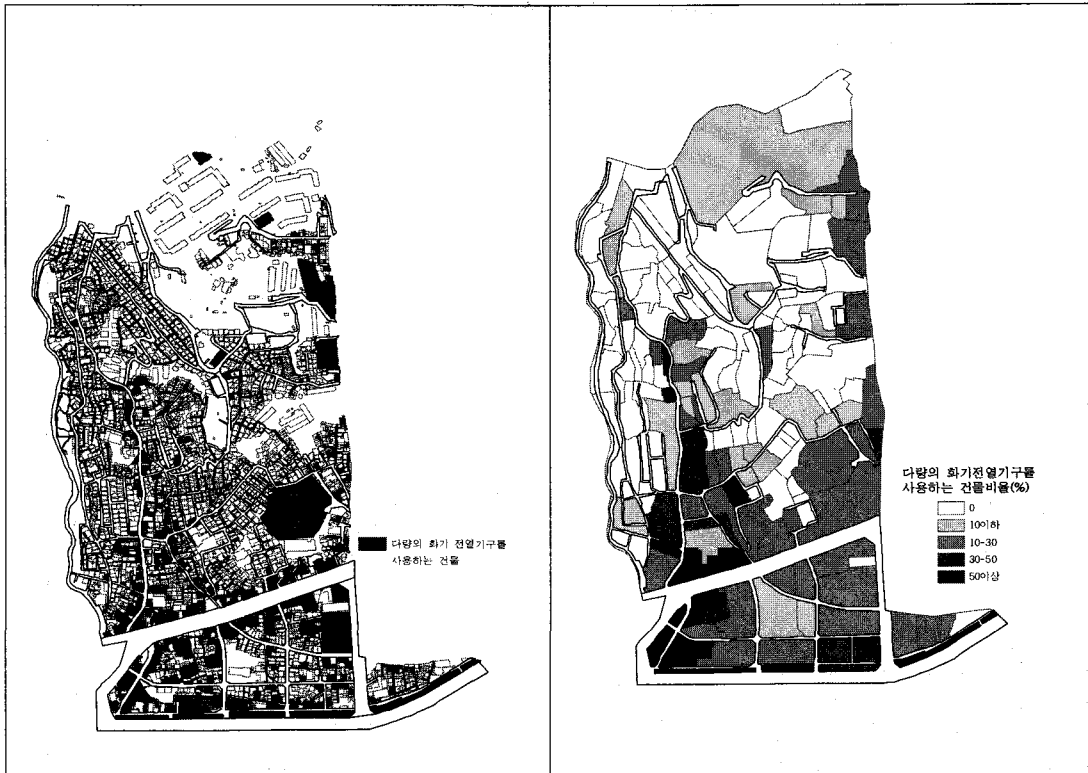 다량의 화기 전열기구를
사용하는 건물
다량의 화기전열기구를
사용하는 건물비율(%)
0
10이하
10-30
30-50
50이상